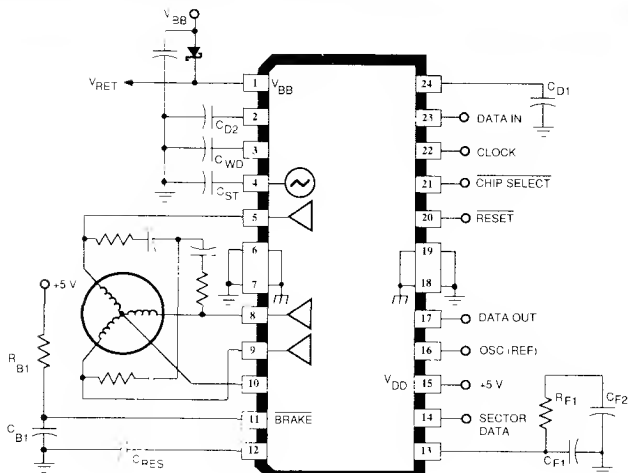 VBB
VRET
1
VBB
24
CD1
2
CD2
23
DATA IN
3
CWD
22
CLOCK
4
CST
21
CHIP SELECT
5
20
RESET
6
19
7
18
+5 V
8
17
DATA OUT
9
16
OSC (REF)
RB1
10
VDD
15
+5 V
RF1
CF2
11
BRAKE
14
SECTOR DATA
CB1
12
CRES
13
CF1